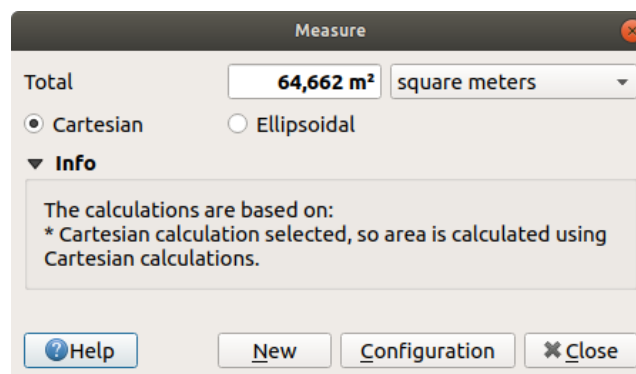 Measure
Total 64,662 m² square meters
Cartesian Ellipsoidal
Info
The calculations are based on:
* Cartesian calculation selected, so area is calculated using
Cartesian calculations.
Help New Configuration Close